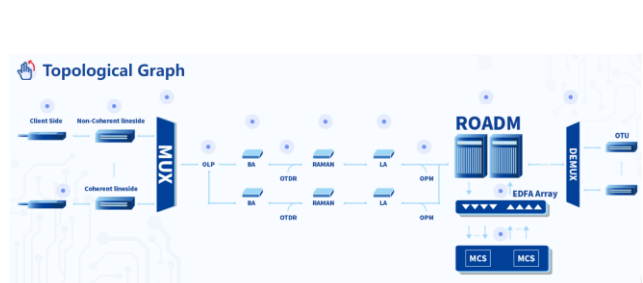 Topological Graph
Client Side
Non-Coherent lineside
Coherent lineside
MUX
OLP
BA
OTDR
RAMAN
LA
OPM
BA
OTDR
RAMAN
LA
OPM
ROADM
EDFA Array
MCS
MCS
DEMUX
OTU